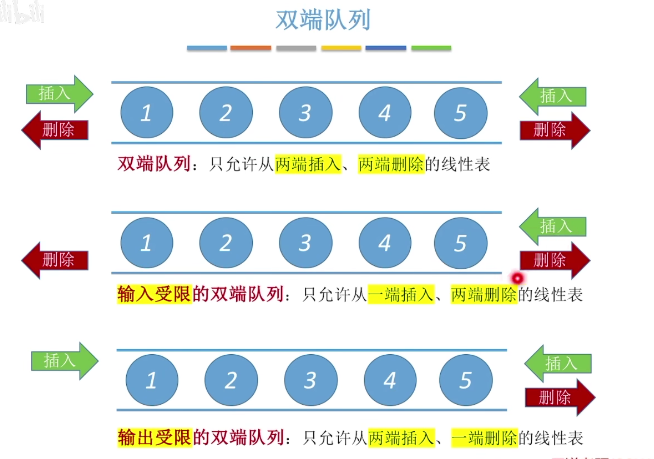 双端队列
插入
插入
1 2 3 4 5
删除
删除
双端队列：只允许从两端插入、两端删除的线性表
插入
1 2 3 4 5
删除
删除
输入受限的双端队列：只允许从一端插入、两端删除的线性表
插入
插入
1 2 3 4 5
删除
输出受限的双端队列：只允许从两端插入、一端删除的线性表